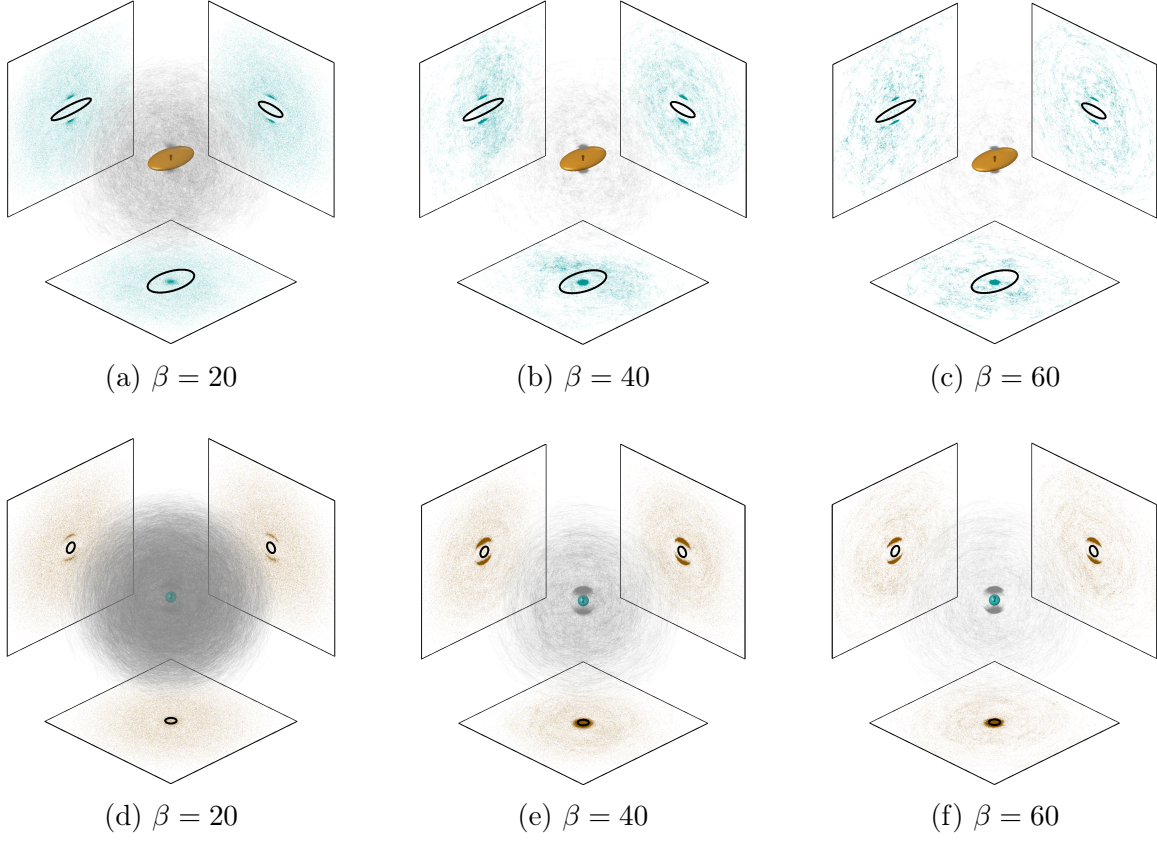 (a) β = 20
(b) β = 40
(c) β = 60
(d) β = 20
(e) β = 40
(f) β = 60